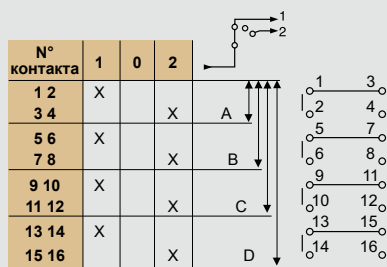 1
2
N° контакта 1 0 2
1 2 X
3 4 X A
5 6 X
7 8 X B
9 10 X
11 12 X C
13 14 X
15 16 X D
1 3
2 4
5 7
6 8
9 11
10 12
13 15
14 16